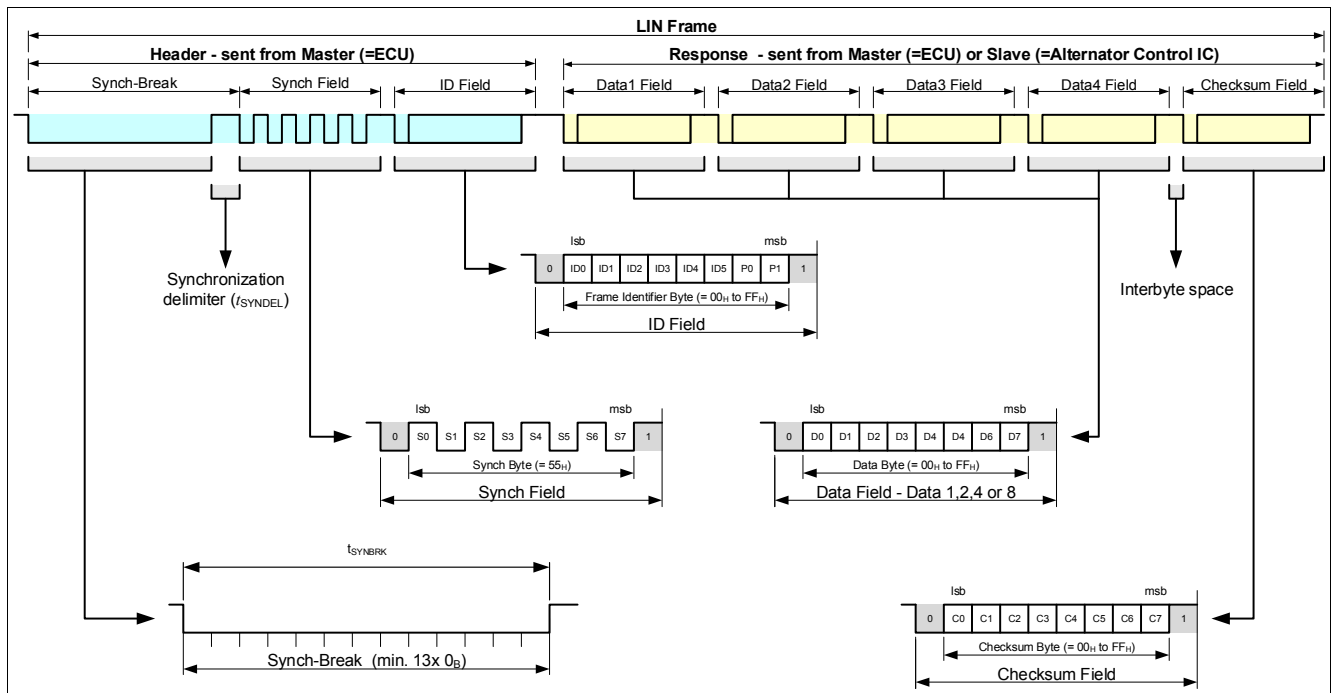 LIN Frame
Header - sent from Master (=ECU)
Response - sent from Master (=ECU) or Slave (=Alternator Control IC)
Synch-Break
Synch Field
ID Field
Data1 Field
Data2 Field
Data3 Field
Data4 Field
Checksum Field
Synchronization
delimiter (tSYNDEL)
lsb msb
0 ID0 ID1 ID2 ID3 ID4 ID5 P0 P1 1
Frame Identifier Byte (= 00H to FFH)
ID Field
Interbyte space
lsb msb
0 S0 S1 S2 S3 S4 S5 S6 S7 1
Synch Byte (= 55H)
Synch Field
lsb msb
0 D0 D1 D2 D3 D4 D4 D6 D7 1
Data Byte (= 00H to FFH)
Data Field - Data 1,2,4 or 8
tSYNBRK
Synch-Break (min. 13x 0B)
lsb msb
0 C0 C1 C2 C3 C4 C5 C6 C7 1
Checksum Byte (= 00H to FFH)
Checksum Field